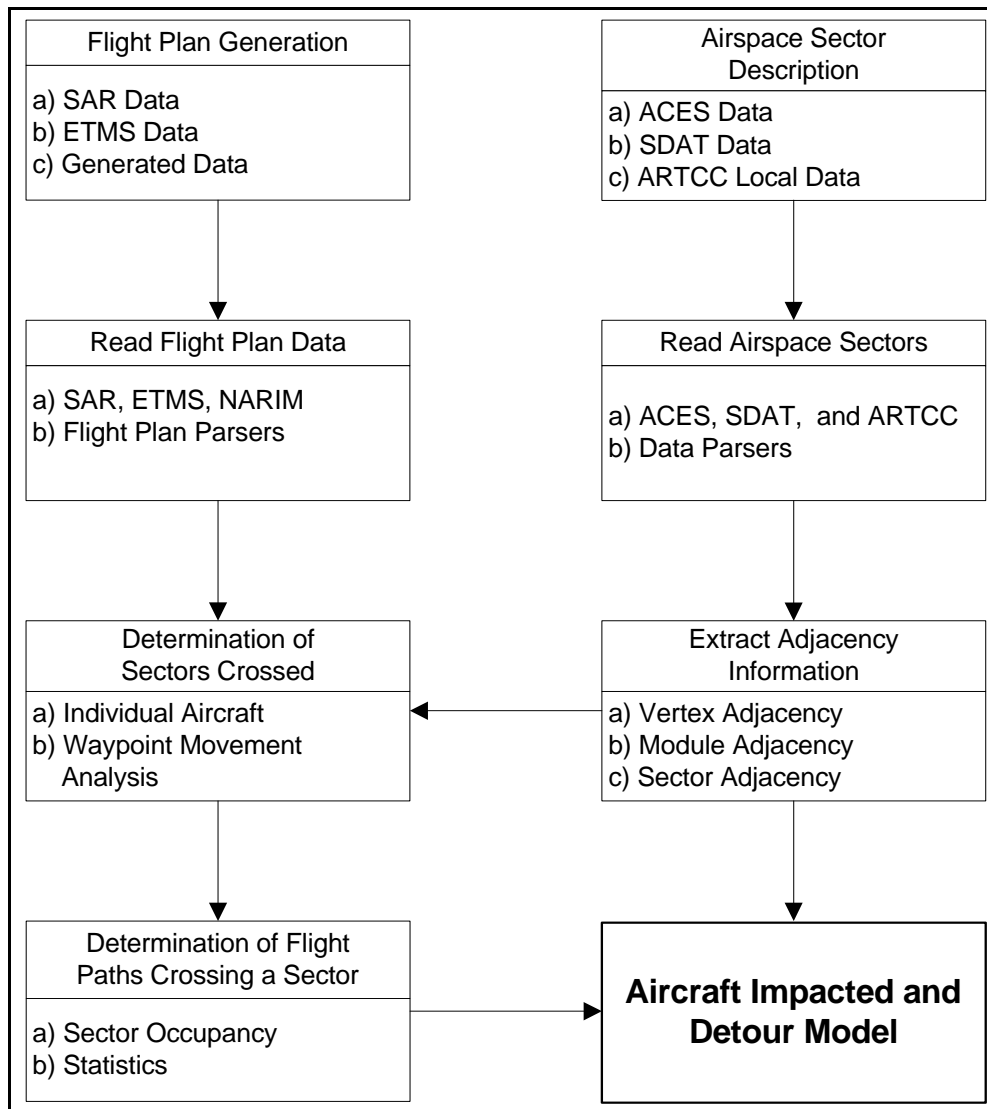 Flight Plan Generation
a) SAR Data
b) ETMS Data
c) Generated Data
Airspace Sector
Description
a) ACES Data
b) SDAT Data
c) ARTCC Local Data
Read Flight Plan Data
a) SAR, ETMS, NARIM
b) Flight Plan Parsers
Read Airspace Sectors
a) ACES, SDAT,  and ARTCC
b) Data Parsers
Determination of
Sectors Crossed
a) Individual Aircraft
b) Waypoint Movement
Analysis
Extract Adjacency
Information
a) Vertex Adjacency
b) Module Adjacency
c) Sector Adjacency
Determination of Flight
Paths Crossing a Sector
a) Sector Occupancy
b) Statistics
Aircraft Impacted and
Detour Model